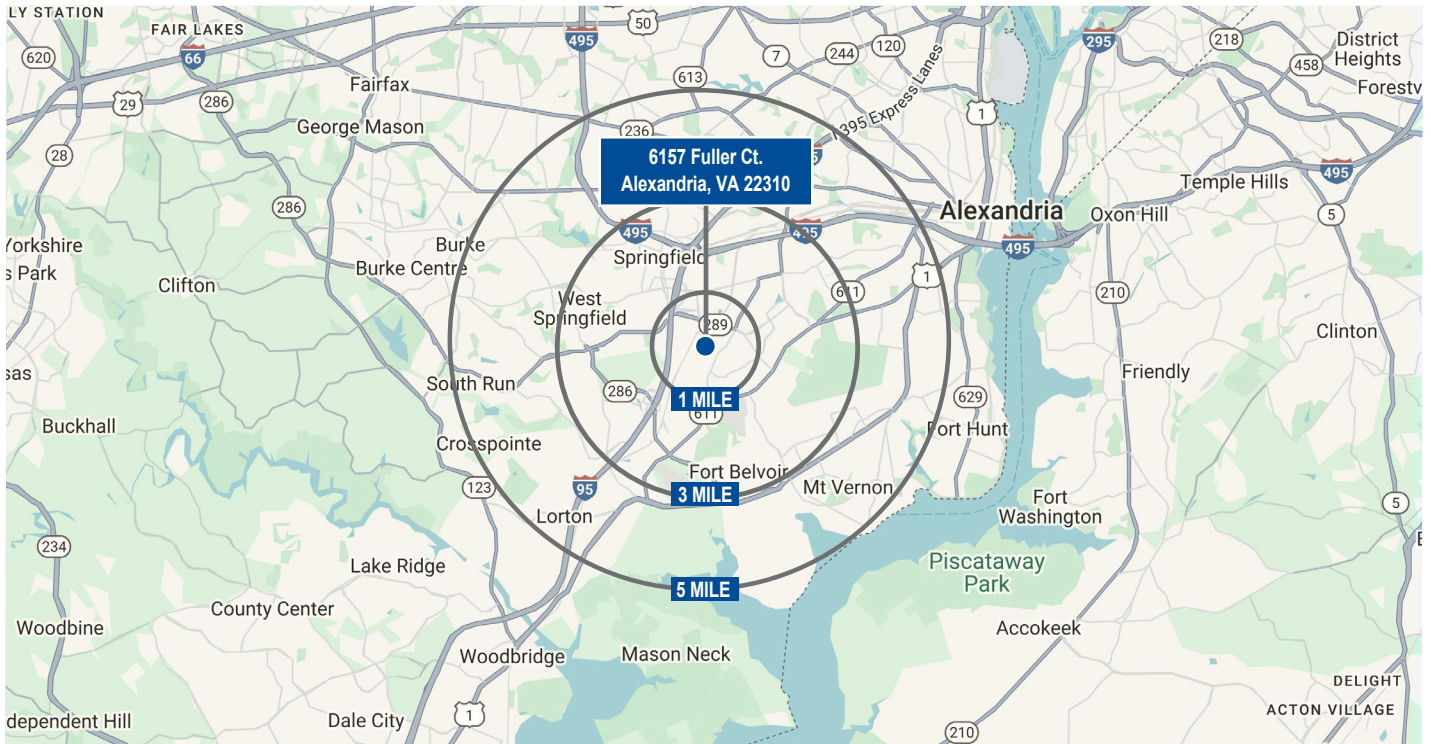 LY STATION
FAIR LAKES
50
495
295
218
District
Heights
620
66
7
244
120
458
613
Fairfax
I 395 Express Lanes
Forestv
29
286
1
George Mason
236
28
6157 Fuller Ct.
Alexandria, VA 22310
5
495
Temple Hills
286
Alexandria
Oxon Hill
5
495
495
495
Yorkshire
Burke
Springfield
s Park
Burke Centre
1
Clifton
611
210
West
Springfield
289
Clinton
sas
South Run
286
Friendly
1 MILE
629
611
Buckhall
Fort Hunt
Crosspointe
Fort Belvoir
123
95
3 MILE
Mt Vernon
Fort
Washington
5
Lorton
234
Lake Ridge
Piscataway
Park
5 MILE
County Center
Woodbine
Accokeek
Woodbridge
Mason Neck
DELIGHT
ACTON VILLAGE
dependent Hill
Dale City
1
210